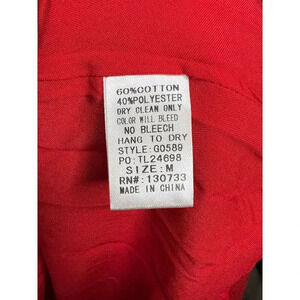 60%COTTON
40%POLYESTER
DRY CLEAN ONLY
COLOR WILL BLEED
NO BLEECH
HANG TO DRY
STYLE: G0589
PO: TL24698
SIZE: M
RN#: 130733
MADE IN CHINA